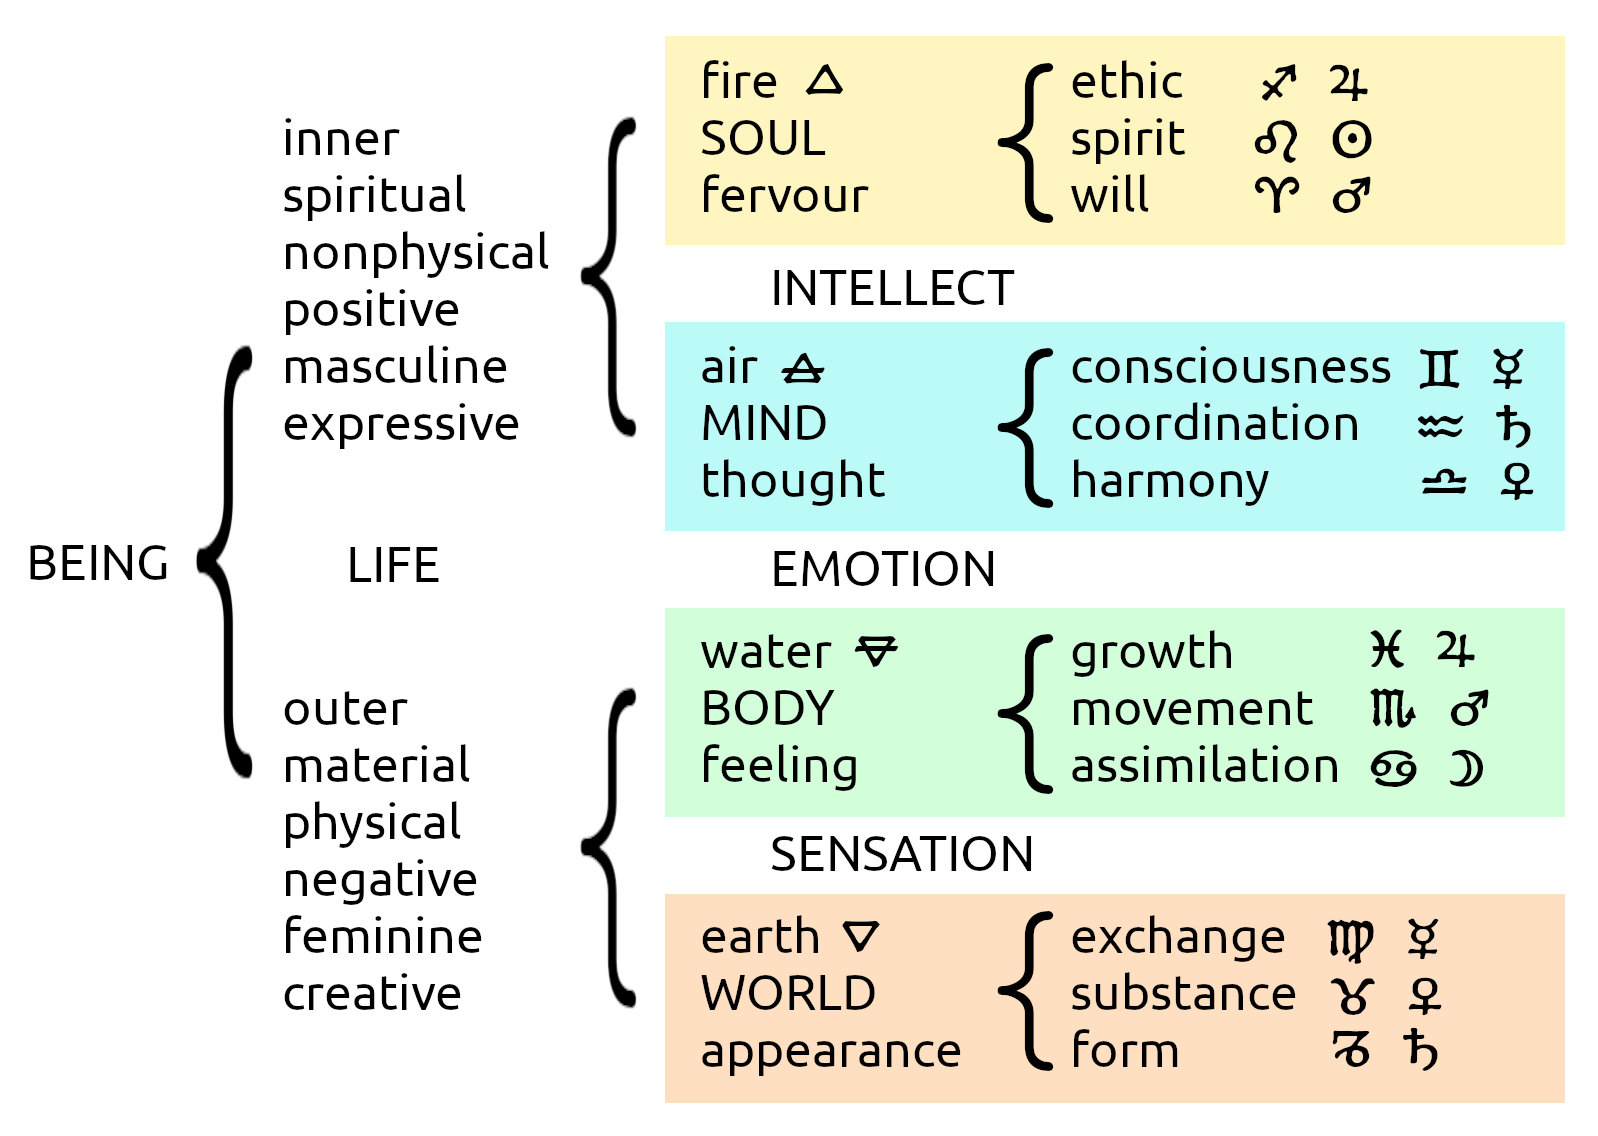 BEING
inner
spiritual
nonphysical
positive
masculine
expressive
LIFE
outer
material
physical
negative
feminine
creative
fire 🜂
SOUL
fervour
ethic ♐ ♃
spirit ♌ ☉
will ♈ ♂
INTELLECT
air 🜁
MIND
thought
consciousness ♊ ☿
coordination ♒ ♄
harmony ♎ ♀
EMOTION
water 🜃
BODY
feeling
growth ♓ ♃
movement ♏ ♂
assimilation ♋ ☽
SENSATION
earth 🜄
WORLD
appearance
exchange ♍ ☿
substance ♉ ♀
form ♑ ♄